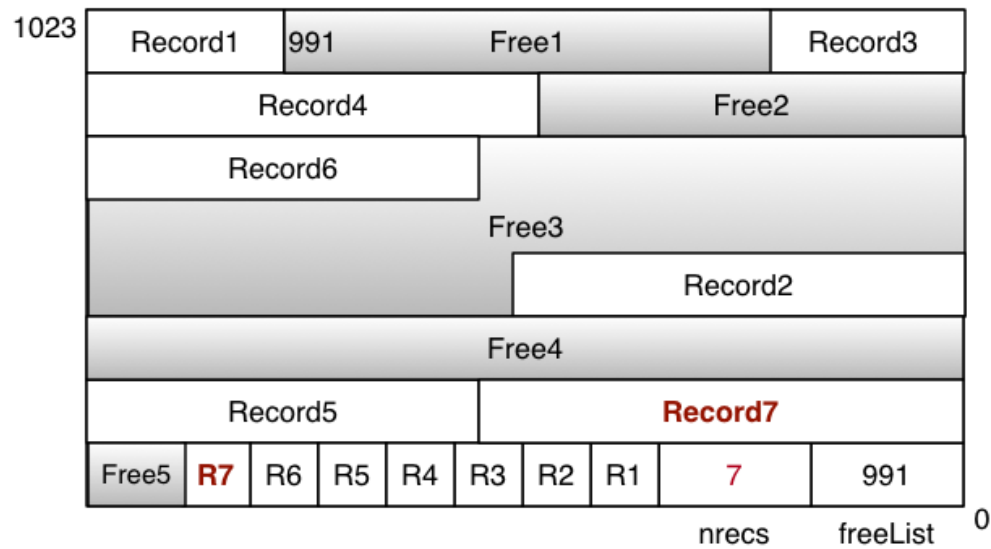 1023 Record1 991 Free1 Record3
Record4 Free2
Record6
Free3
Record2
Free4
Record5 Record7
Free5 R7 R6 R5 R4 R3 R2 R1 7 991
0
nrecs freeList